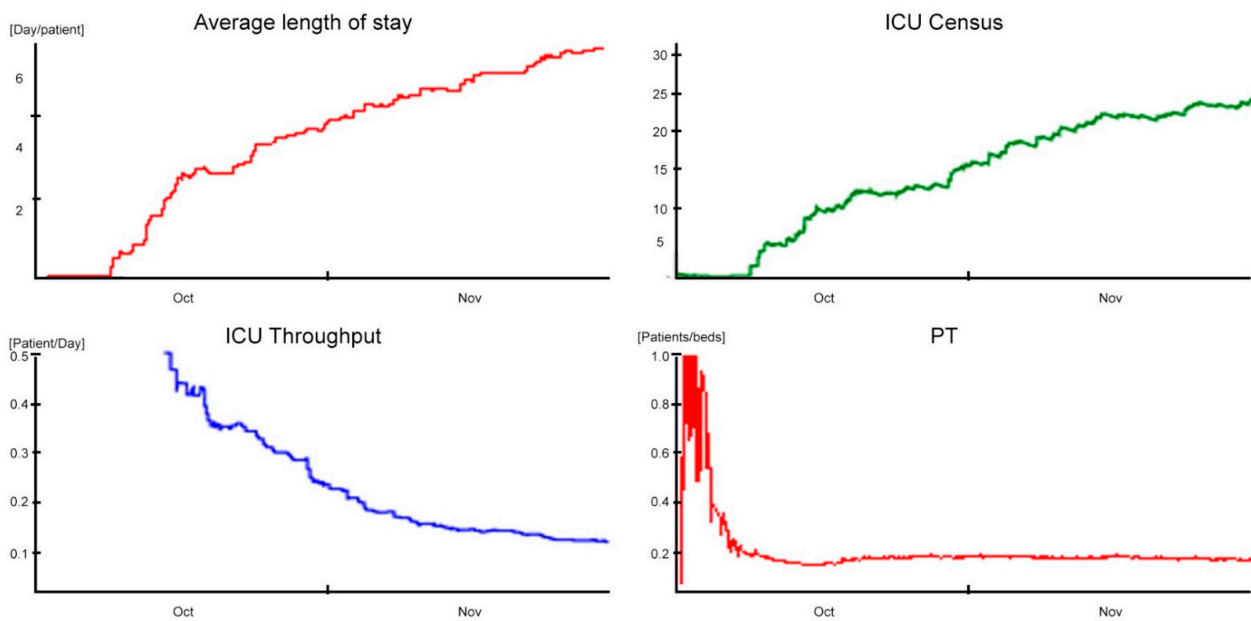 Average length of stay
[Day/patient]
6
4
2
Oct Nov
ICU Census
30
25
20
15
10
5
Oct Nov
ICU Throughput
[Patient/Day]
0.5
0.4
0.3
0.2
0.1
Oct Nov
PT
[Patients/beds]
1.0
0.8
0.6
0.4
0.2
Oct Nov